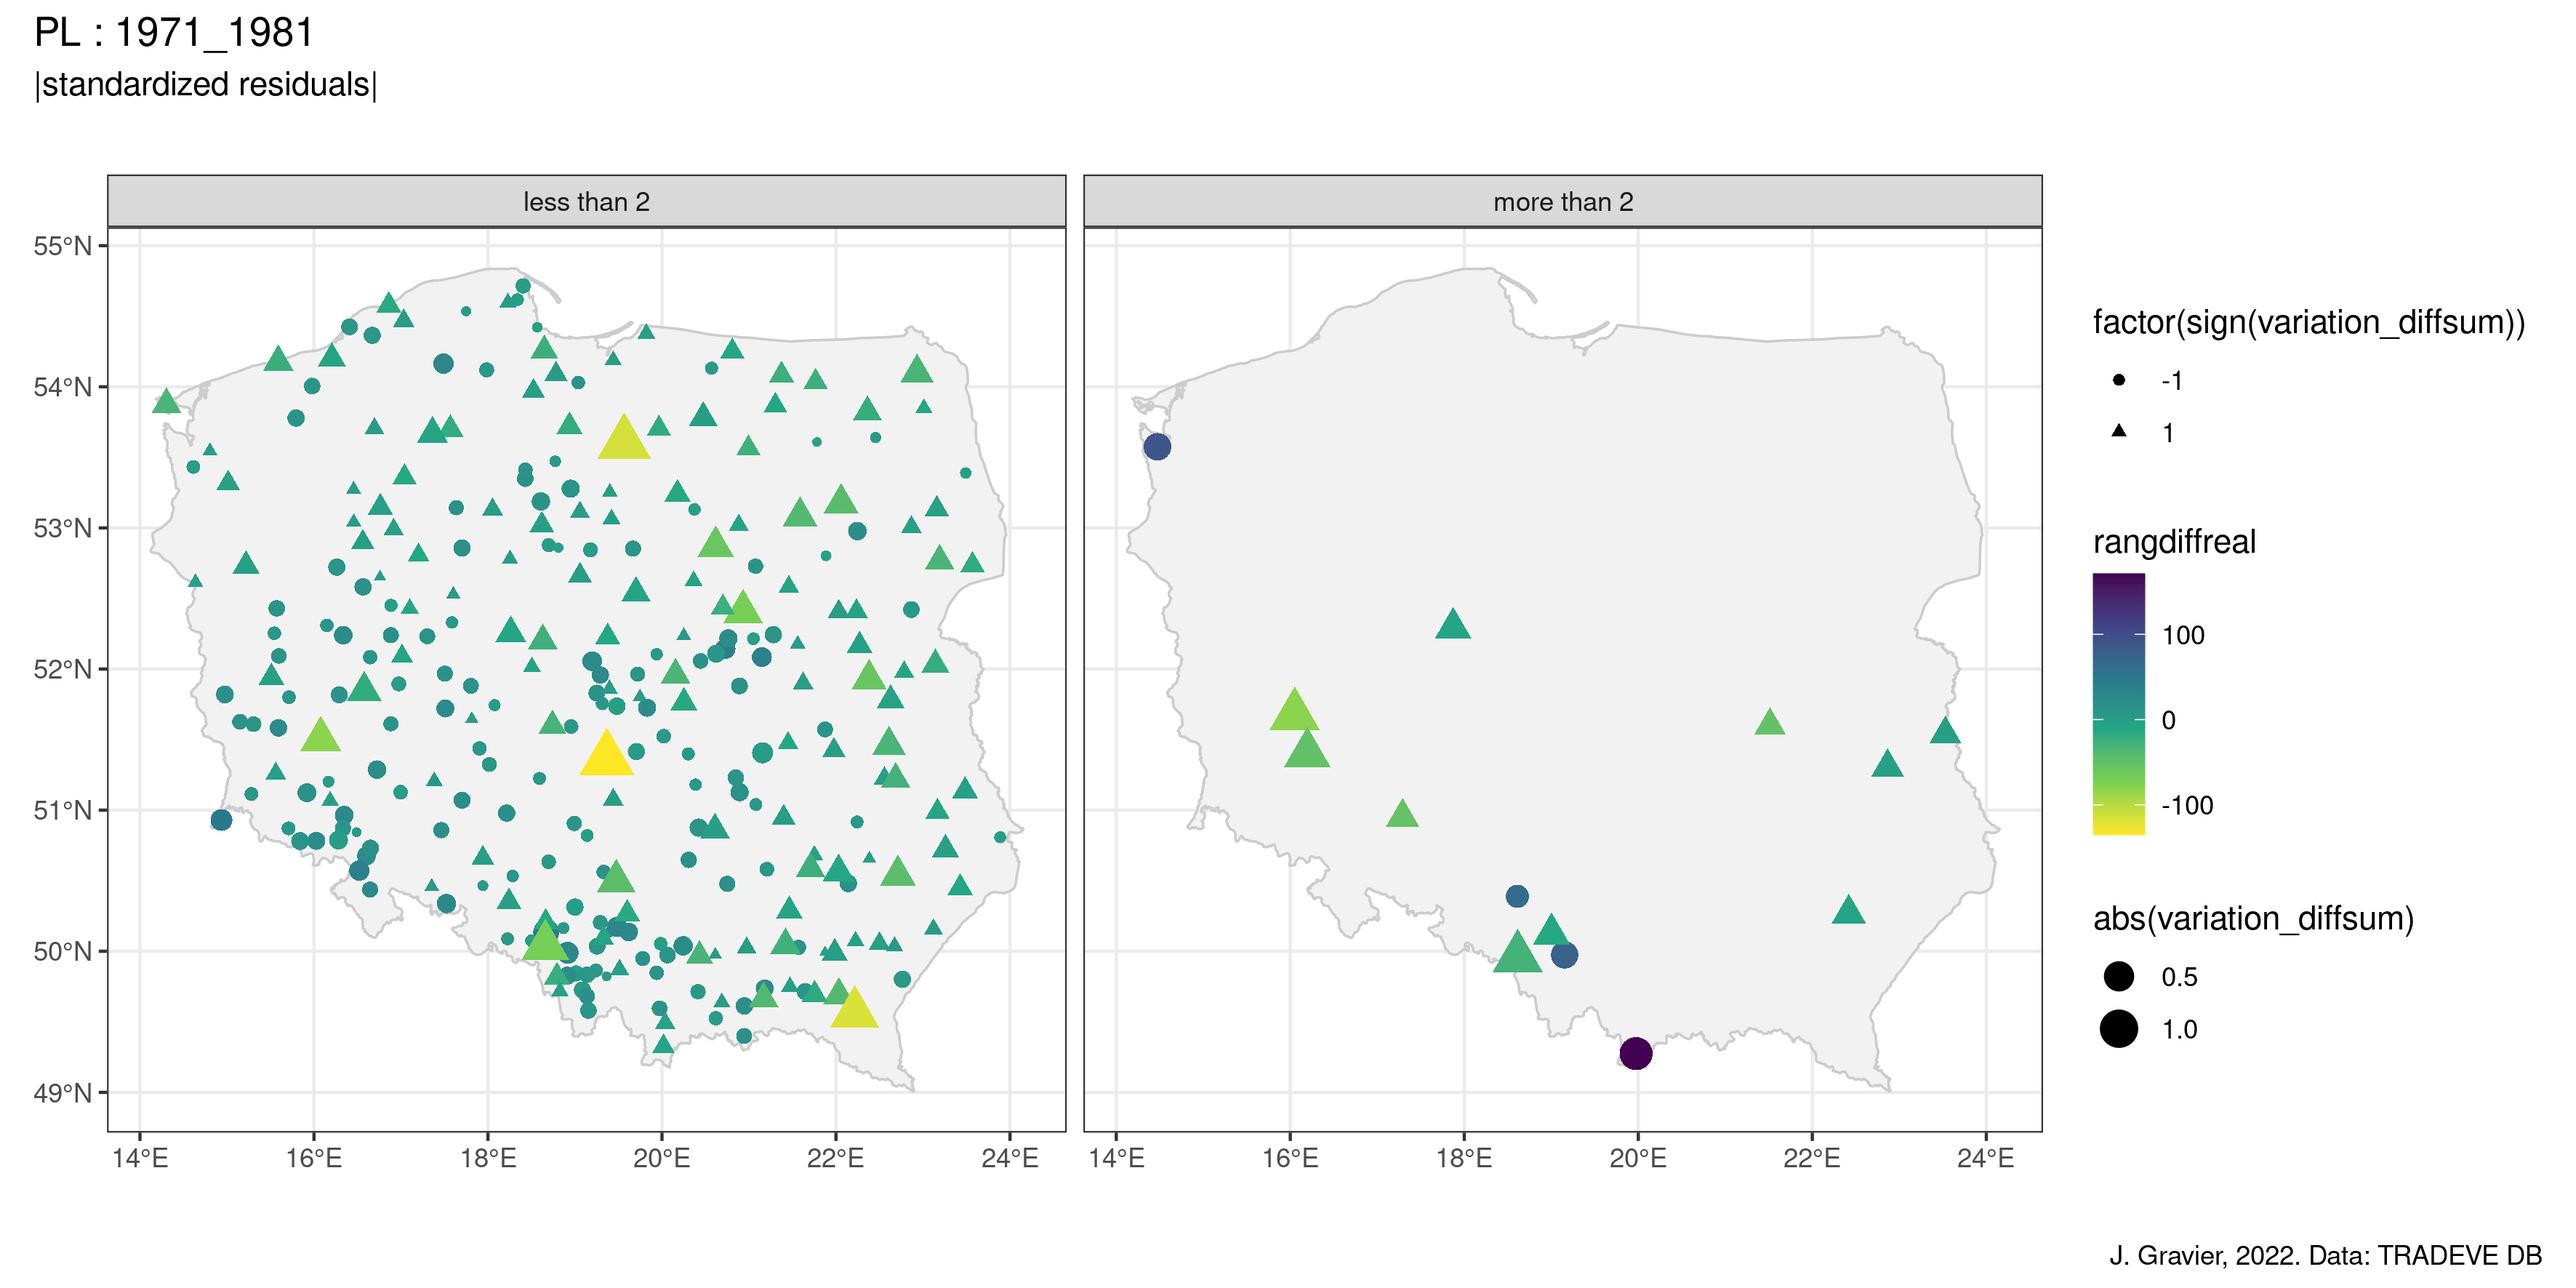 PL : 1971_1981
|standardized residuals|
less than 2
more than 2
55°N
54°N
53°N
52°N
51°N
50°N
49°N
14°E
16°E
18°E
20°E
22°E
24°E
14°E
16°E
18°E
20°E
22°E
24°E
factor(sign(variation_diffsum))
-1
1
rangdiffreal
100
0
-100
abs(variation_diffsum)
0.5
1.0
J. Gravier, 2022. Data: TRADEVE DB